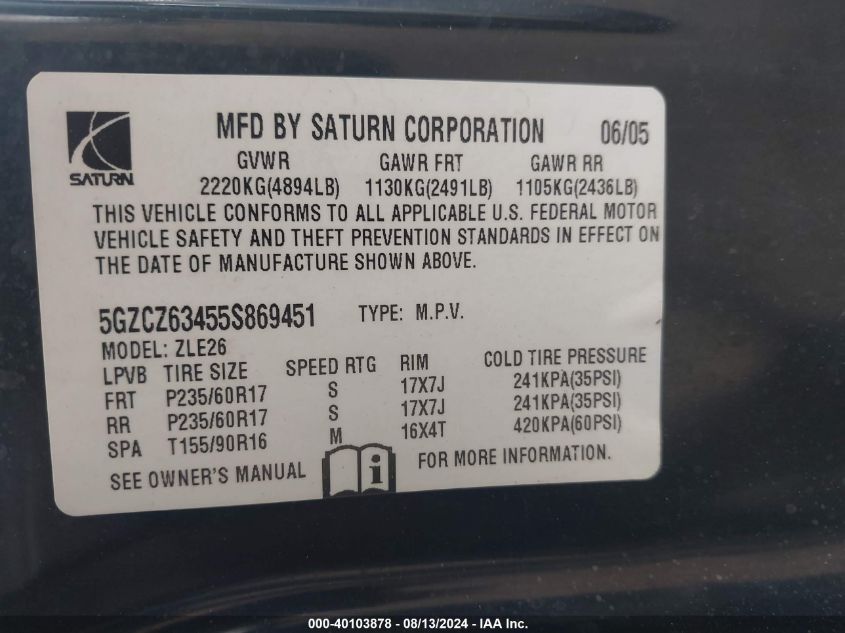 MFD BY SATURN CORPORATION 06/05
SATURN
GVWR GAWR FRT GAWR RR
2220KG(4894LB) 1130KG(2491LB) 1105KG(2436LB)
THIS VEHICLE CONFORMS TO ALL APPLICABLE U.S. FEDERAL MOTOR
VEHICLE SAFETY AND THEFT PREVENTION STANDARDS IN EFFECT ON
THE DATE OF MANUFACTURE SHOWN ABOVE.
5GZCZ63455S869451 TYPE: M.P.V.
MODEL: ZLE26
LPVB TIRE SIZE SPEED RTG RIM COLD TIRE PRESSURE
FRT P235/60R17 S 17X7J 241KPA(35PSI)
RR P235/60R17 S 17X7J 241KPA(35PSI)
SPA T155/90R16 M 16X4T 420KPA(60PSI)
SEE OWNER'S MANUAL i FOR MORE INFORMATION.
000-40103878 - 08/13/2024 - IAA Inc.